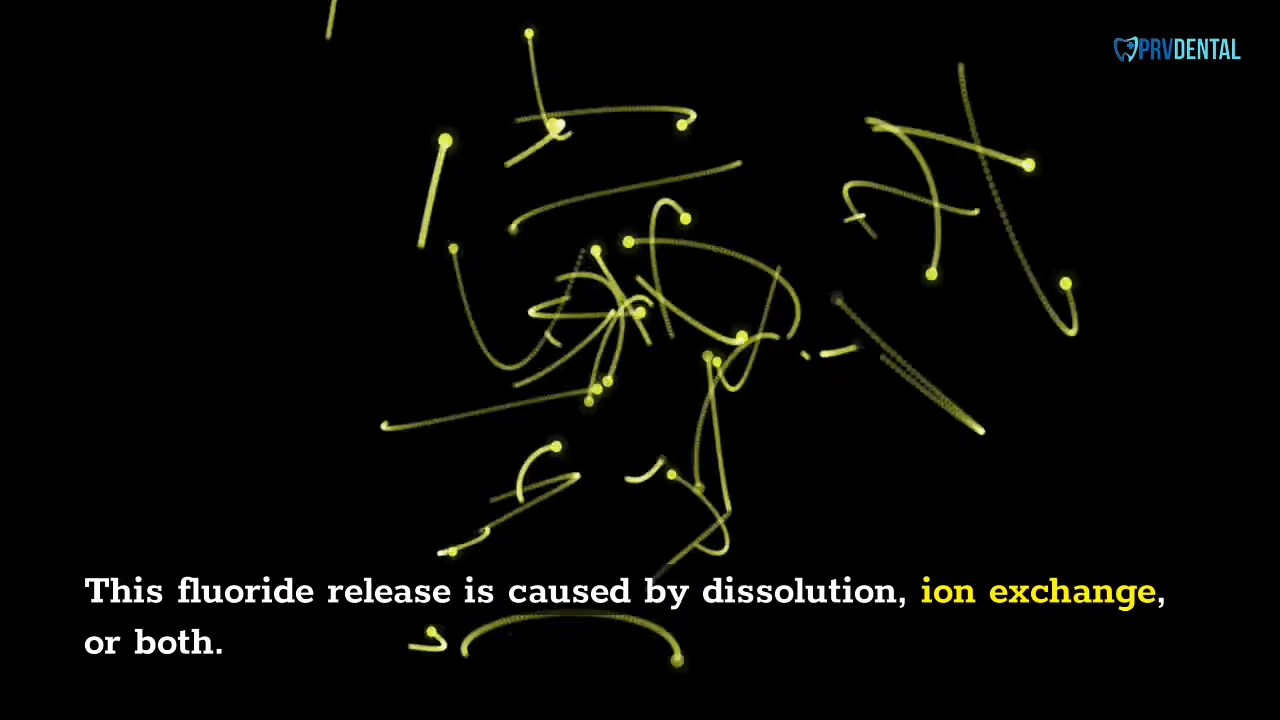 PRVDENTAL
This fluoride release is caused by dissolution, ion exchange,
or both.